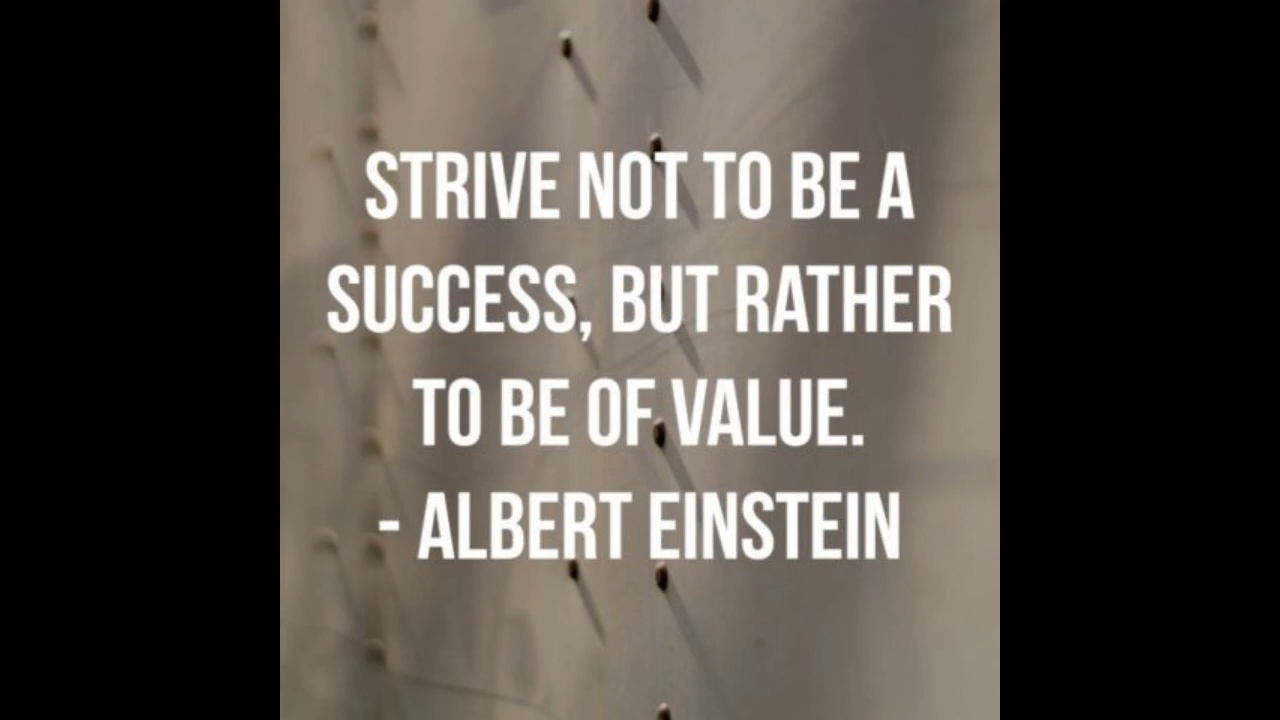 STRIVE NOT TO BE A
SUCCESS, BUT RATHER
TO BE OF VALUE.
- ALBERT EINSTEIN